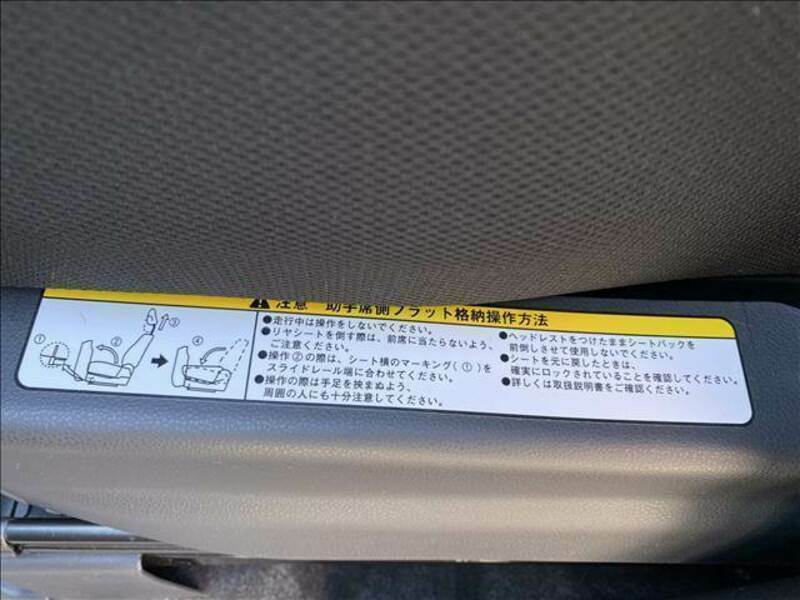 注意 助手席側フラット格納操作方法
①
②
③
④
●走行中は操作をしないでください。
●リヤシートを倒す際は、前席に当たらないよう、
ご注意ください。
●操作②の際は、シート横のマーキング(①)を
スライドレール端に合わせてください。
●操作の際は手足を挟まぬよう、
周囲の人にも十分注意してください。
●ヘッドレストをつけたままシートバックを
前倒しさせて使用しないでください。
●シートを元に戻したときは、
確実にロックされていることを確認してください。
●詳しくは取扱説明書をご確認ください。